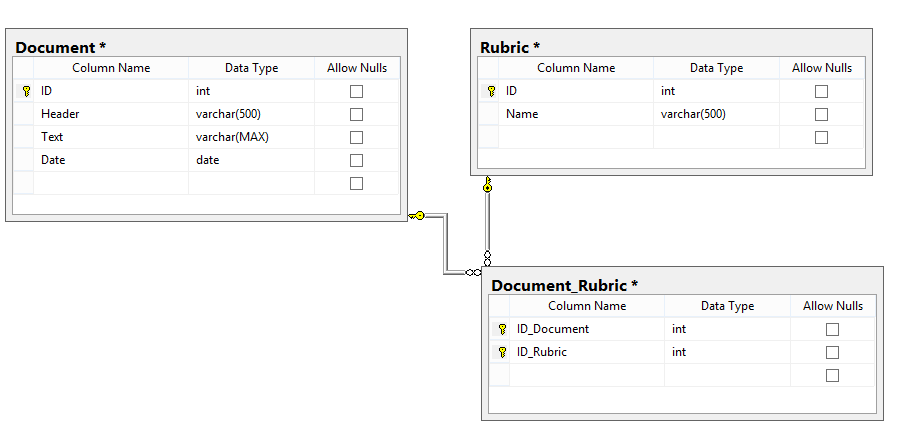 Document *
Column Name Data Type Allow Nulls
ID int
Header varchar(500)
Text varchar(MAX)
Date date
Rubric *
Column Name Data Type Allow Nulls
ID int
Name varchar(500)
Document_Rubric *
Column Name Data Type Allow Nulls
ID_Document int
ID_Rubric int